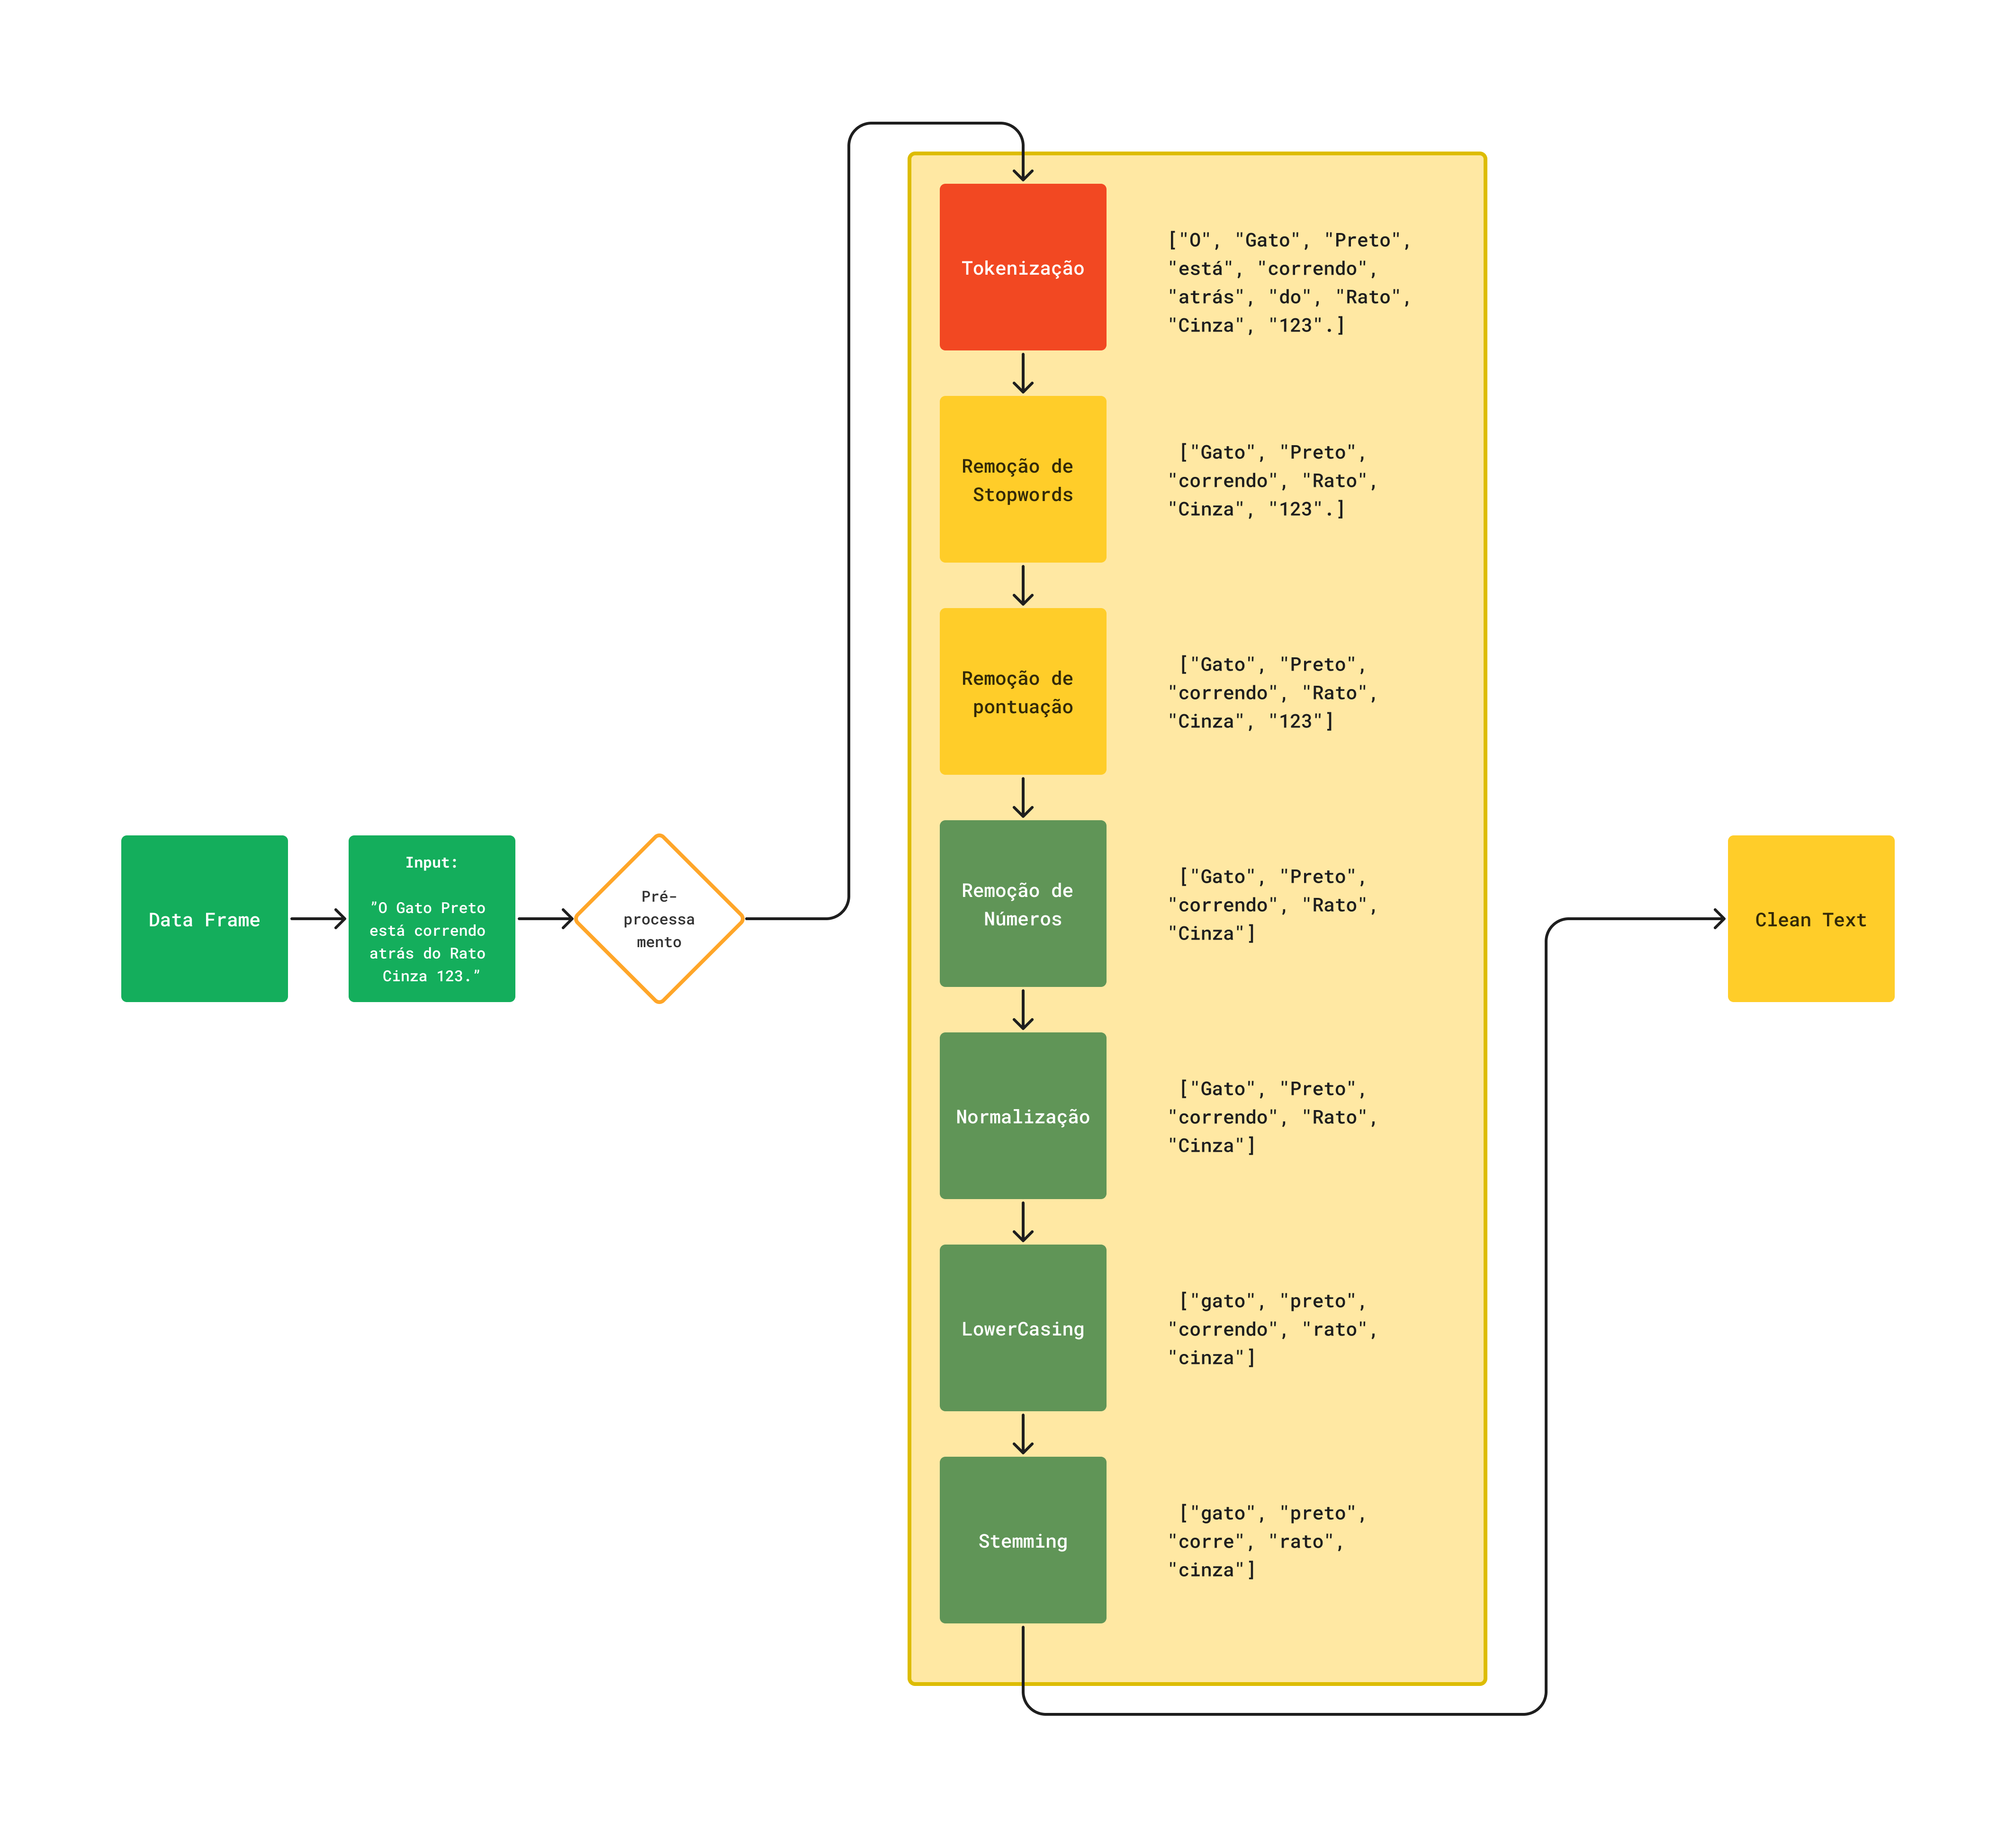 Data Frame
Input:
”O Gato Preto
está correndo
atrás do Rato
Cinza 123.”
Pré-
processa
mento
Tokenização
["O", "Gato", "Preto",
"está", "correndo",
"atrás", "do", "Rato",
"Cinza", "123".]
Remoção de
Stopwords
["Gato", "Preto",
"correndo", "Rato",
"Cinza", "123".]
Remoção de
pontuação
["Gato", "Preto",
"correndo", "Rato",
"Cinza", "123"]
Remoção de
Números
["Gato", "Preto",
"correndo", "Rato",
"Cinza"]
Normalização
["Gato", "Preto",
"correndo", "Rato",
"Cinza"]
LowerCasing
["gato", "preto",
"correndo", "rato",
"cinza"]
Stemming
["gato", "preto",
"corre", "rato",
"cinza"]
Clean Text